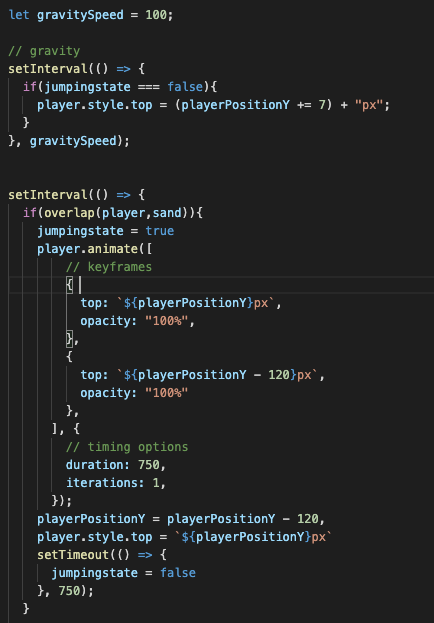 let gravitySpeed = 100;
// gravity
setInterval(() => {
if(jumpingstate === false){
player.style.top = (playerPositionY += 7) + "px";
}
}, gravitySpeed);
setInterval(() => {
if(overlap(player,sand)){
jumpingstate = true
player.animate([
// keyframes
{
top: `${playerPositionY}px`,
opacity: "100%",
},
{
top: `${playerPositionY - 120}px`,
opacity: "100%"
},
], {
// timing options
duration: 750,
iterations: 1,
});
playerPositionY = playerPositionY - 120,
player.style.top = `${playerPositionY}px`
setTimeout(() => {
jumpingstate = false
}, 750);
}